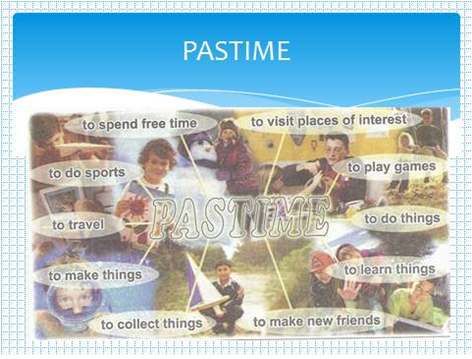 PASTIME
to spend free time
to visit places of interest
to do sports
to play games
PASTIME
to travel
to do things
to make things
to learn things
to collect things
to make new friends